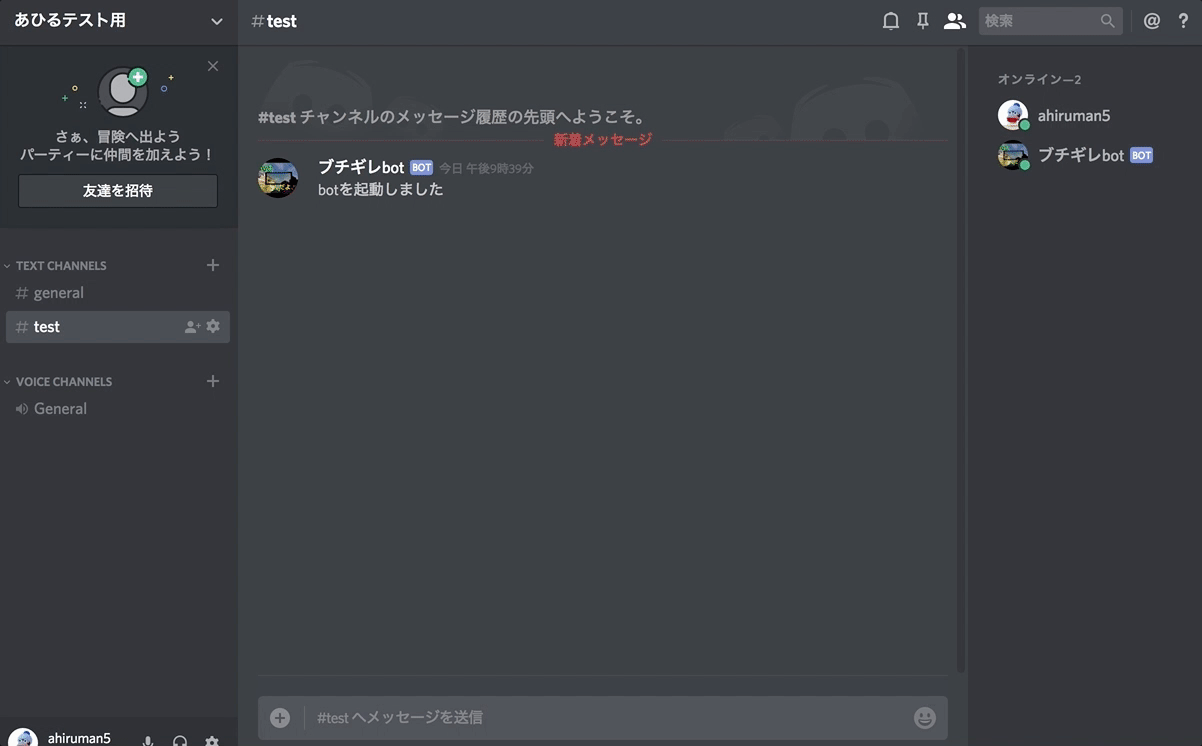 あひるテスト用
さぁ、冒険へ出よう
パーティーに仲間を加えよう！
友達を招待
TEXT CHANNELS
# general
# test
VOICE CHANNELS
General
ahiruman5
#test
検索
@ ?
#test チャンネルのメッセージ履歴の先頭へようこそ。
新着メッセージ
ブチギレbot BOT 今日 午後9時39分
botを起動しました
#test へメッセージを送信
オンライン—2
ahiruman5
ブチギレbot BOT